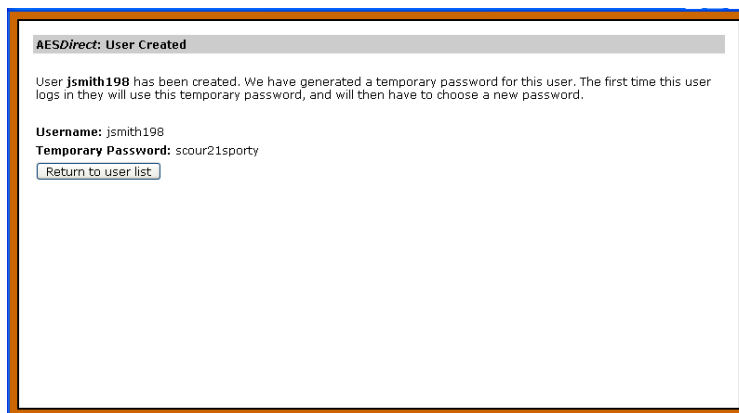 AESDirect: User Created
User jsmith198 has been created. We have generated a temporary password for this user. The first time this user
logs in they will use this temporary password, and will then have to choose a new password.
Username: jsmith198
Temporary Password: scour21sporty
Return to user list